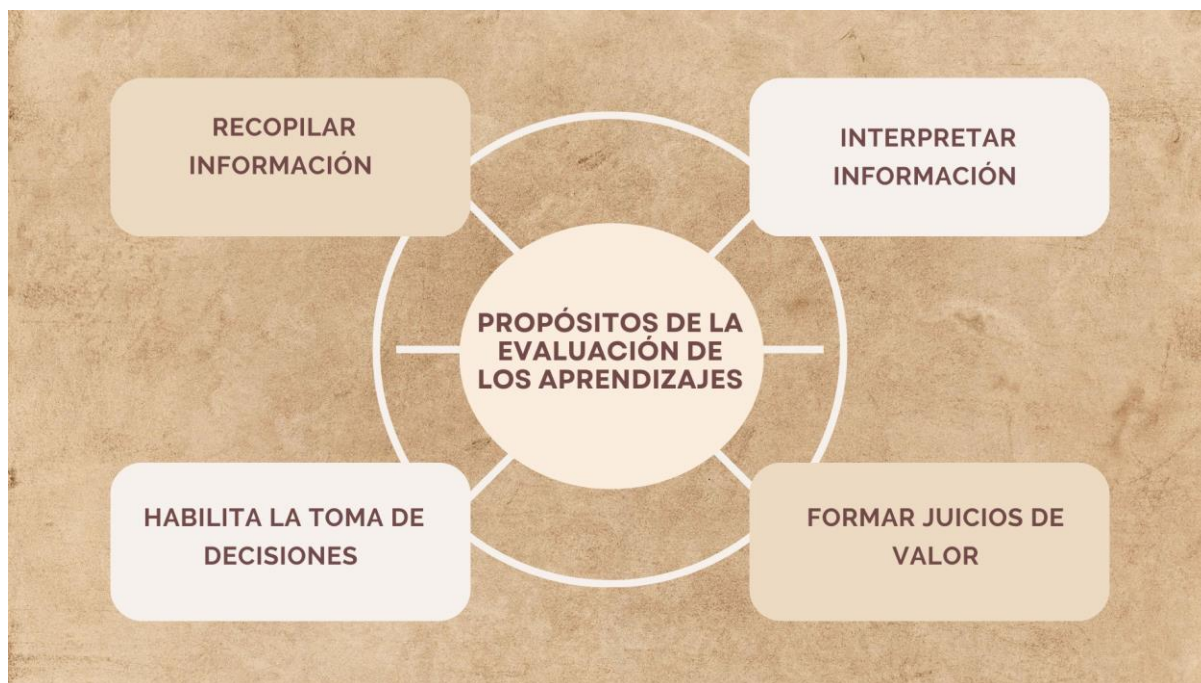 RECOPILAR
INFORMACIÓN
INTERPRETAR
INFORMACIÓN
PROPÓSITOS DE LA
EVALUACIÓN DE
LOS APRENDIZAJES
HABILITA LA TOMA DE
DECISIONES
FORMAR JUICIOS DE
VALOR